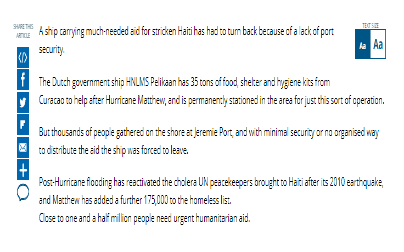 SHARE THIS
ARTICLE
TEXT SIZE
Aa Aa
A ship carrying much-needed aid for stricken Haiti has had to turn back because of a lack of port
security.
The Dutch government ship HNLMS Pelikaan has 35 tons of food, shelter and hygiene kits from
Curacao to help after Hurricane Matthew, and is permanently stationed in the area for just this sort of operation.
But thousands of people gathered on the shore at Jeremie Port, and with minimal security or no organised way
to distribute the aid the ship was forced to leave.
Post-Hurricane flooding has reactivated the cholera UN peacekeepers brought to Haiti after its 2010 earthquake,
and Matthew has added a further 175,000 to the homeless list.
Close to one and a half million people need urgent humanitarian aid.